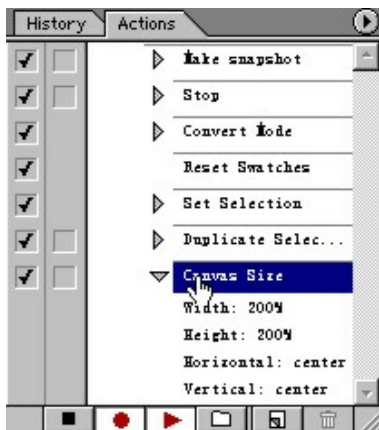 History Actions
Make snapshot
Stop
Convert Mode
Reset Swatches
Set Selection
Duplicate Selec...
Canvas Size
Width: 200%
Height: 200%
Horizontal: center
Vertical: center